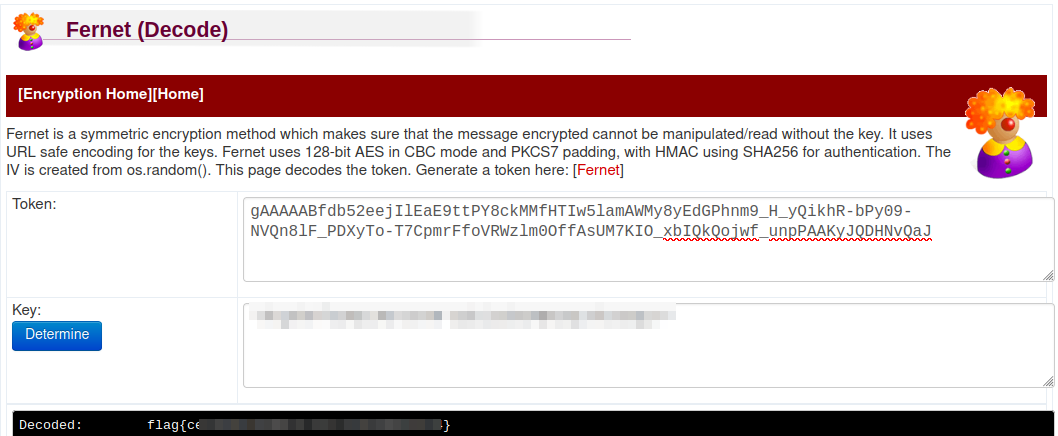 Fernet (Decode)
[Encryption Home][Home]
Fernet is a symmetric encryption method which makes sure that the message encrypted cannot be manipulated/read without the key. It uses
URL safe encoding for the keys. Fernet uses 128-bit AES in CBC mode and PKCS7 padding, with HMAC using SHA256 for authentication. The
IV is created from os.random(). This page decodes the token. Generate a token here: [Fernet]
Token:
gAAAAABfdb52eejIlEaE9ttPY8ckMMfHTIw5lamAWMy8yEdGPhnm9_H_yQikhR-bPy09-
NVQn8lF_PDXyTo-T7CpmrFfoVRWzlm0OffAsUM7KIO_xbIQkQojwf_unpPAAKyJQDHNvQaJ
Key:
Determine
Decoded: flag{ce }